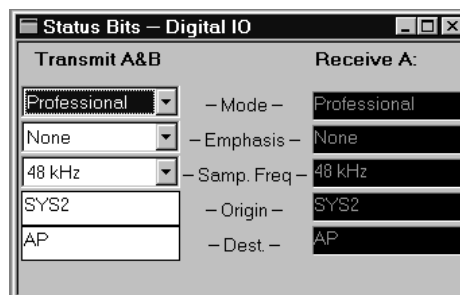 Status Bits — Digital IO
Transmit A&B Receive A:
Professional – Mode – Professional
None – Emphasis – None
48 kHz – Samp. Freq – 48 kHz
SYS2 – Origin – SYS2
AP – Dest. – AP